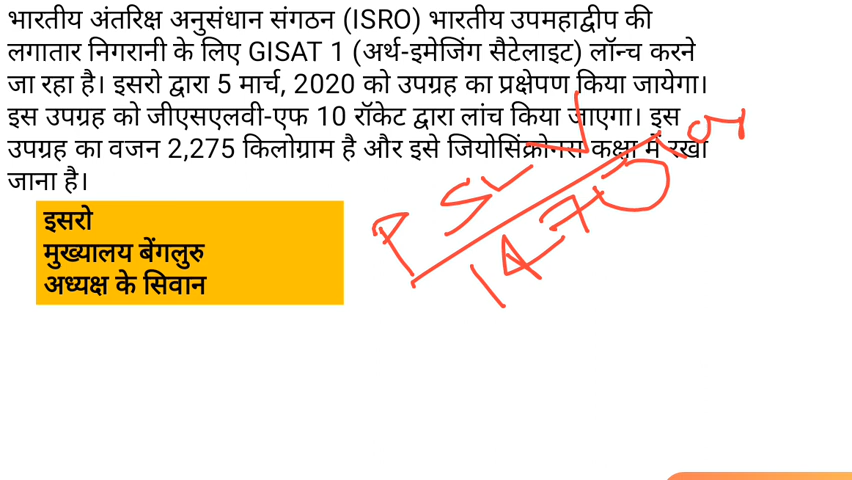 भारतीय अंतरिक्ष अनुसंधान संगठन (ISRO) भारतीय उपमहाद्वीप की
लगातार निगरानी के लिए GISAT 1 (अर्थ-इमेजिंग सैटेलाइट) लॉन्च करने
जा रहा है। इसरो द्वारा 5 मार्च, 2020 को उपग्रह का प्रक्षेपण किया जायेगा।
इस उपग्रह को जीएसएलवी-एफ 10 रॉकेट द्वारा लांच किया जाएगा। इस
उपग्रह का वजन 2,275 किलोग्राम है और इसे जियोसिंक्रोनस कक्षा में रखा
जाना है।
PSLV
इसरो
मुख्यालय बेंगलुरु
अध्यक्ष के सिवान